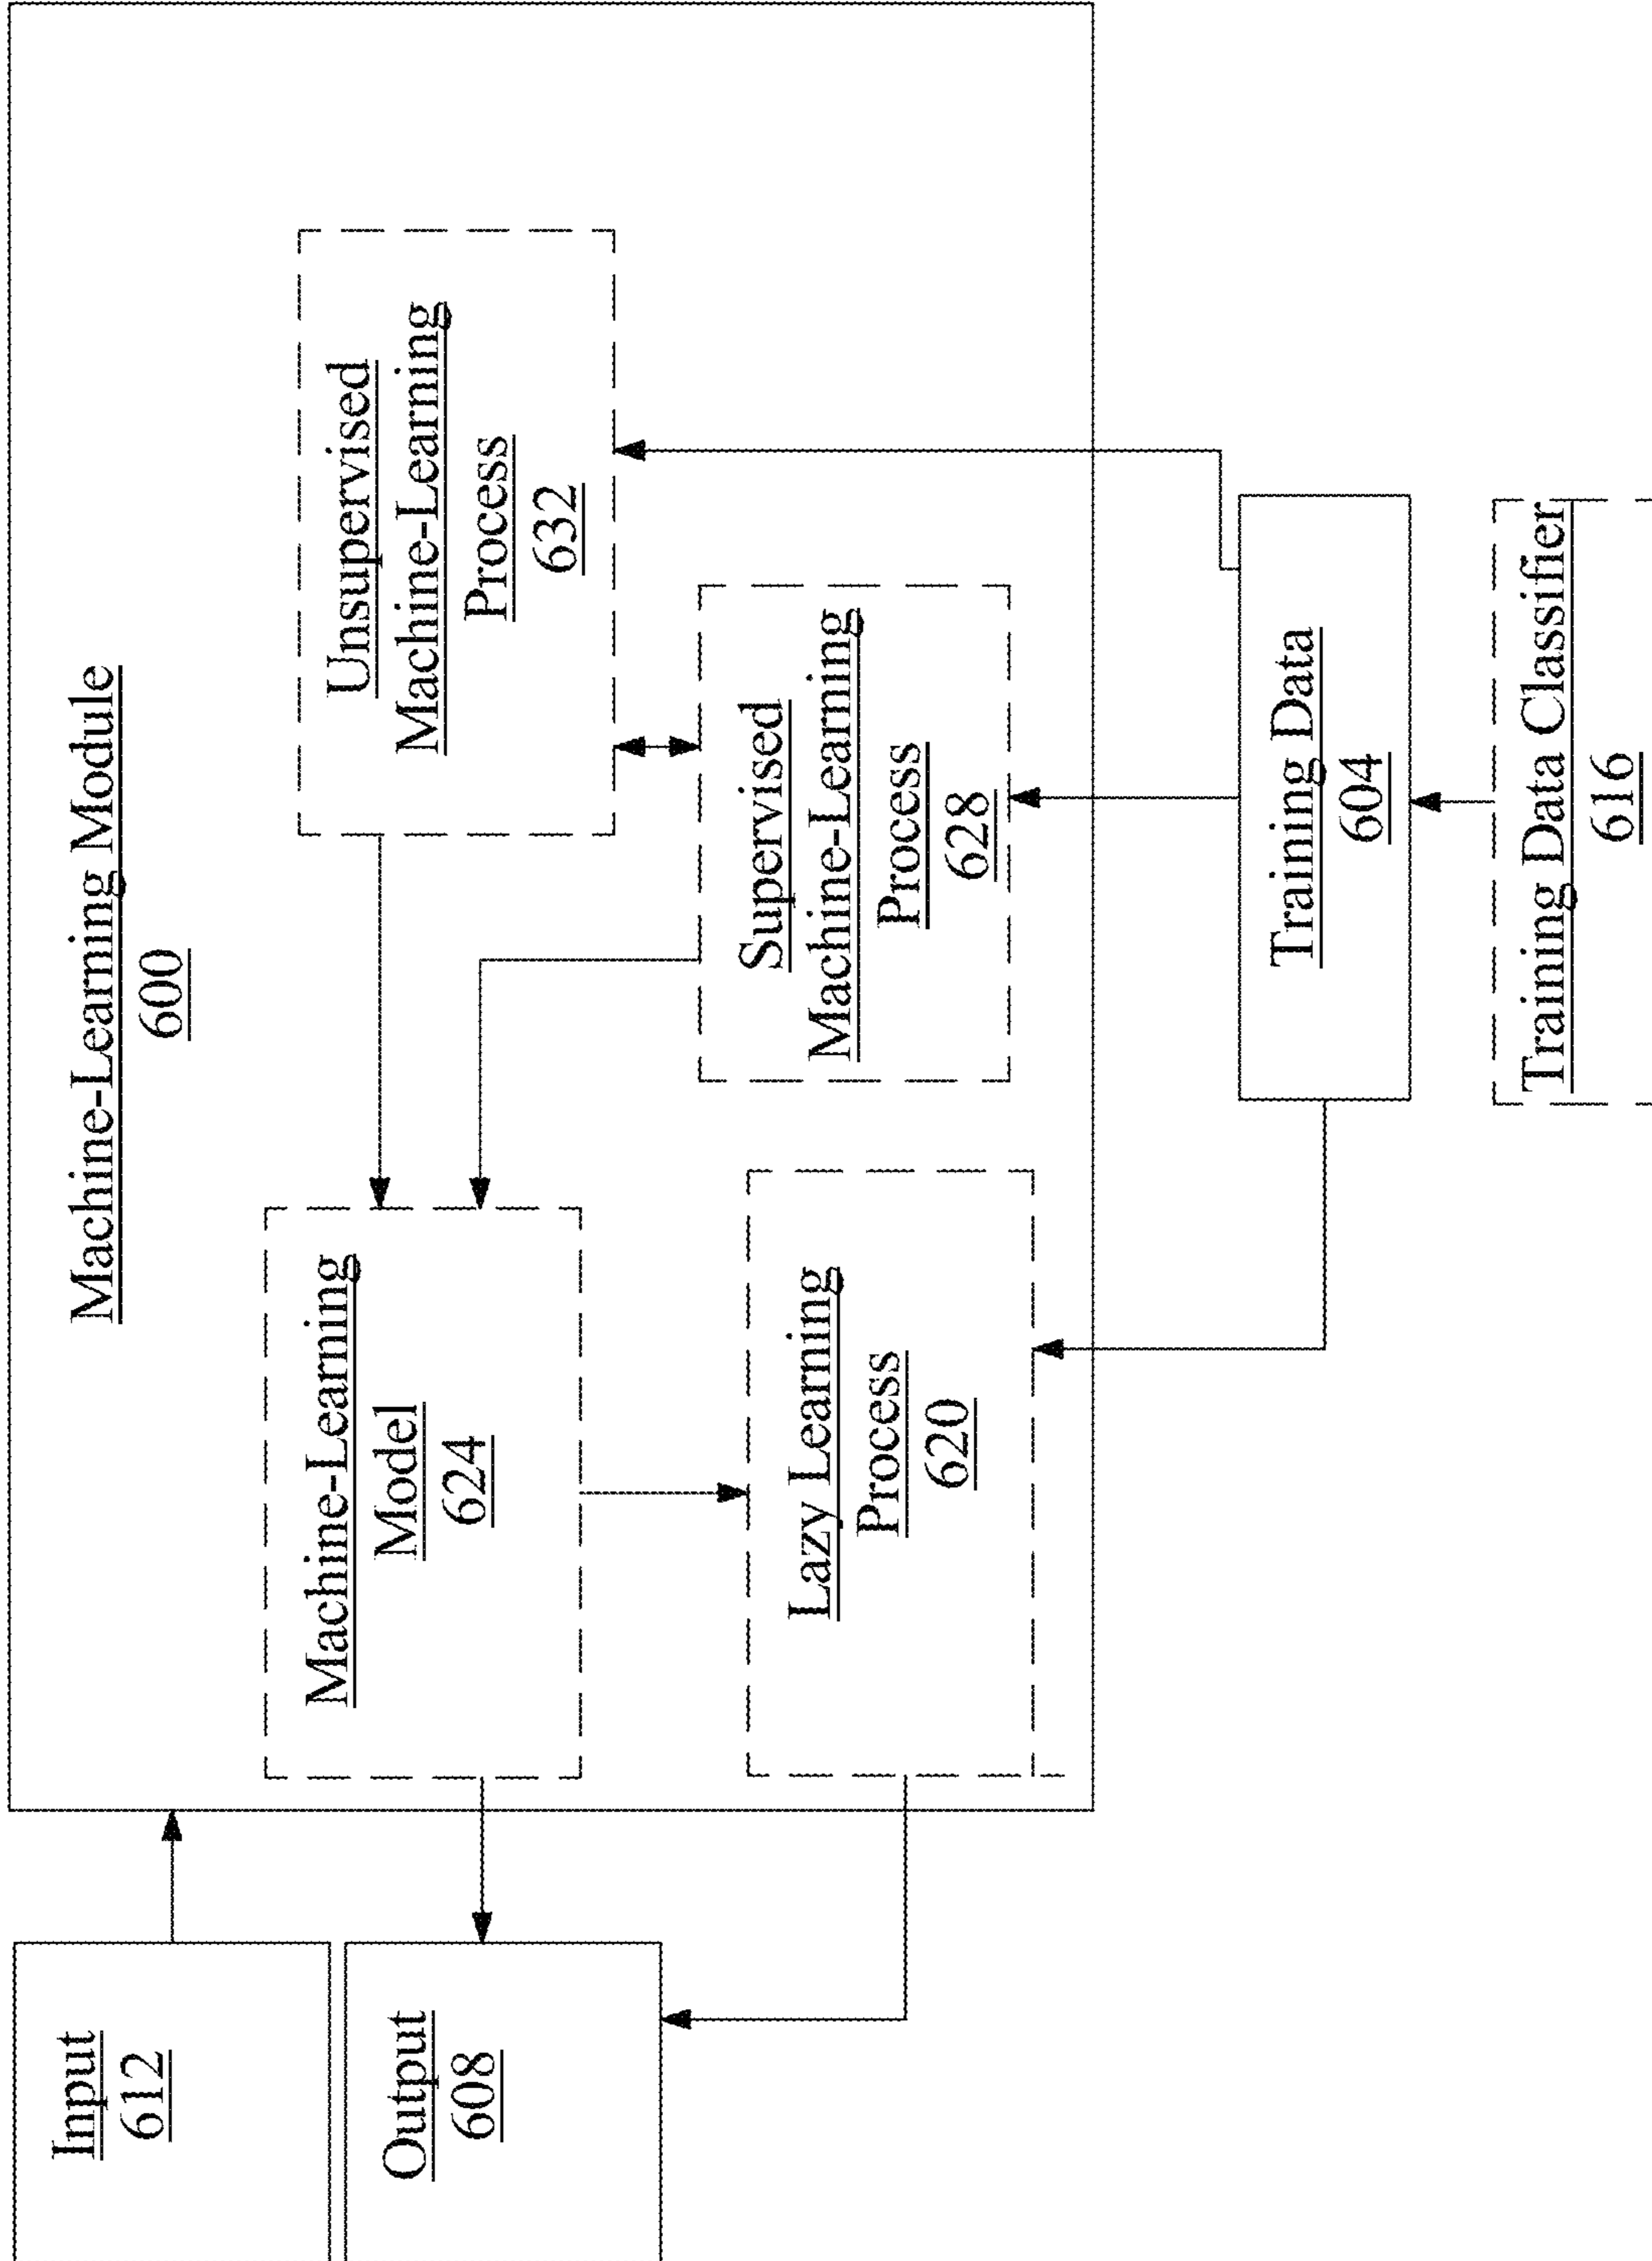 Machine-Learning Module
600
Input
612
Output
608
Machine-Learning
Model
624
Unsupervised
Machine-Learning
Process
632
Lazy Learning
Process
620
Supervised
Machine-Learning
Process
628
Training Data
604
Training Data Classifier
616